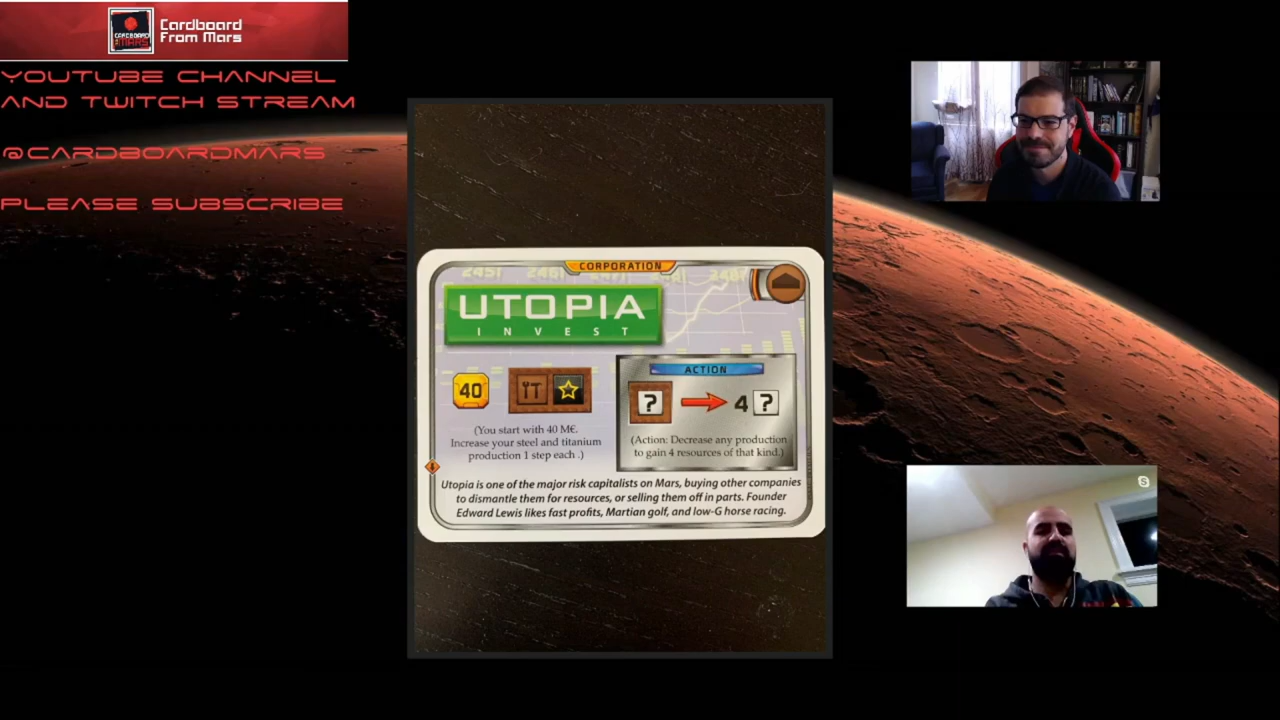 Cardboard
From Mars
CARDBOARD
MARS
YOUTUBE CHANNEL
AND TWITCH STREAM
@CARDBOARDMARS
PLEASE SUBSCRIBE
CORPORATION
2451 2461
UTOPIA
INVEST
40
ACTION
? 4 ?
(You start with 40 M€.
Increase your steel and titanium
production 1 step each .)
(Action: Decrease any production
to gain 4 resources of that kind.)
Utopia is one of the major risk capitalists on Mars, buying other companies
to dismantle them for resources, or selling them off in parts. Founder
Edward Lewis likes fast profits, Martian golf, and low-G horse racing.
S